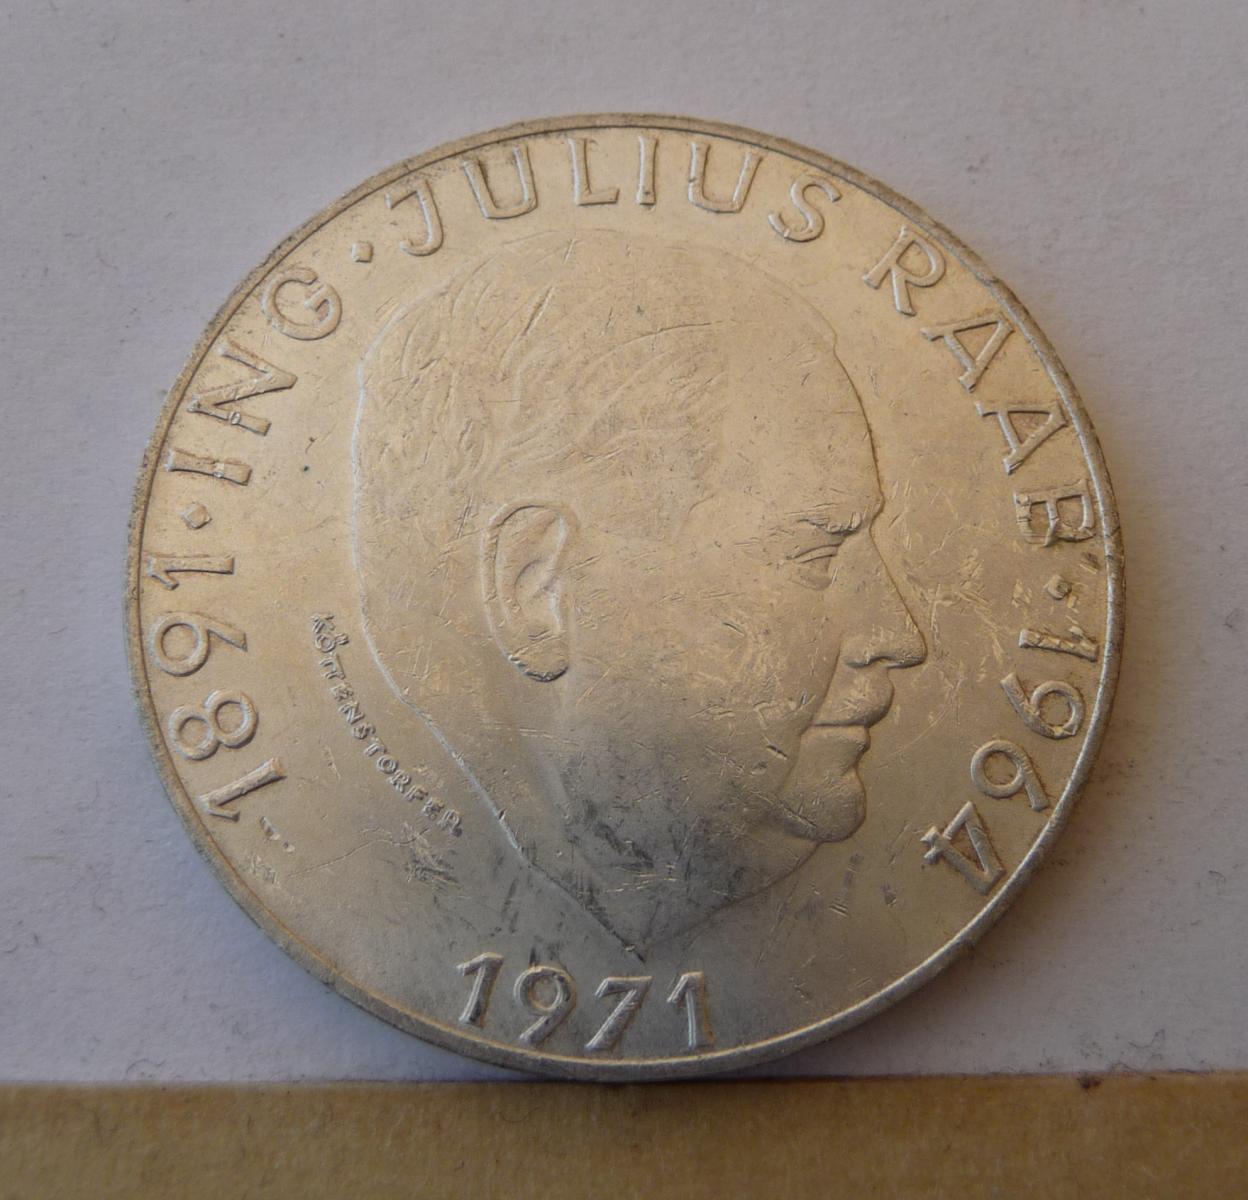 1891·ING·JULIUS RAAB·1964
KÖTTENSTORFER
1971